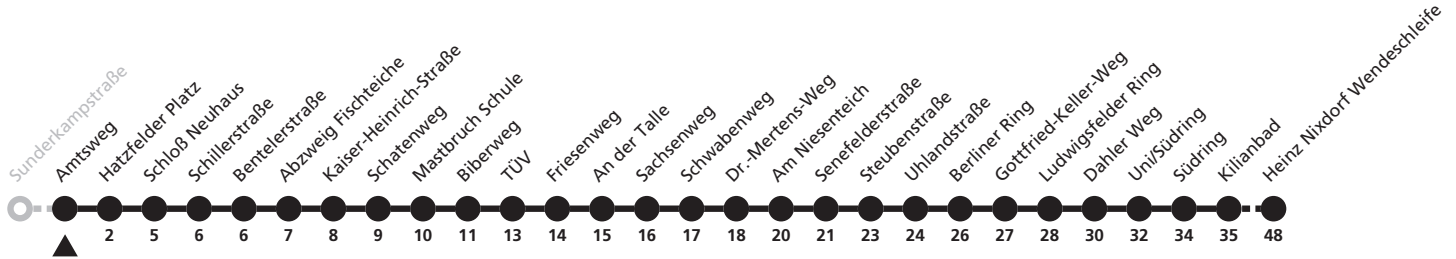 Sunderkampstraße
Amtsweg
Hatzfelder Platz
Schloß Neuhaus
Schillerstraße
Bentelerstraße
Abzweig Fischteiche
Kaiser-Heinrich-Straße
Schatenweg
Mastbruch Schule
Biberweg
TÜV
Friesenweg
An der Talle
Sachsenweg
Schwabenweg
Dr.-Mertens-Weg
Am Niesenteich
Senefelderstraße
Steubenstraße
Uhlandstraße
Berliner Ring
Gottfried-Keller-Weg
Ludwigsfelder Ring
Dahler Weg
Uni/Südring
Südring
Kilianbad
Heinz Nixdorf Wendeschleife
2 5 6 6 7 8 9 10 11 13 14 15 16 17 18 20 21 23 24 26 27 28 30 32 34 35 48